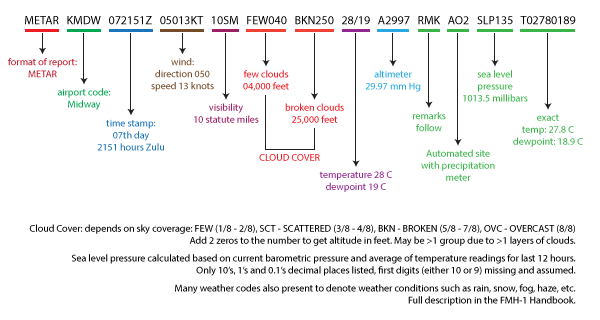 METAR KMDW 072151Z 05013KT 10SM FEW040 BKN250 28/19 A2997 RMK AO2 SLP135 T02780189
format of report:
METAR
airport code:
Midway
time stamp:
07th day
2151 hours Zulu
wind:
direction 050
speed 13 knots
visibility
10 statute miles
few clouds
04,000 feet
broken clouds
25,000 feet
CLOUD COVER
temperature 28 C
dewpoint 19 C
altimeter
29.97 mm Hg
remarks
follow
Automated site
with precipitation
meter
sea level
pressure
1013.5 millibars
exact
temp: 27.8 C
dewpoint: 18.9 C
Cloud Cover: depends on sky coverage: FEW (1/8 - 2/8), SCT - SCATTERED (3/8 - 4/8), BKN - BROKEN (5/8 - 7/8), OVC - OVERCAST (8/8)
Add 2 zeros to the number to get altitude in feet. May be >1 group due to >1 layers of clouds.
Sea level pressure calculated based on current barometric pressure and average of temperature readings for last 12 hours.
Only 10's, 1's and 0.1's decimal places listed, first digits (either 10 or 9) missing and assumed.
Many weather codes also present to denote weather conditions such as rain, snow, fog, haze, etc.
Full description in the FMH-1 Handbook.